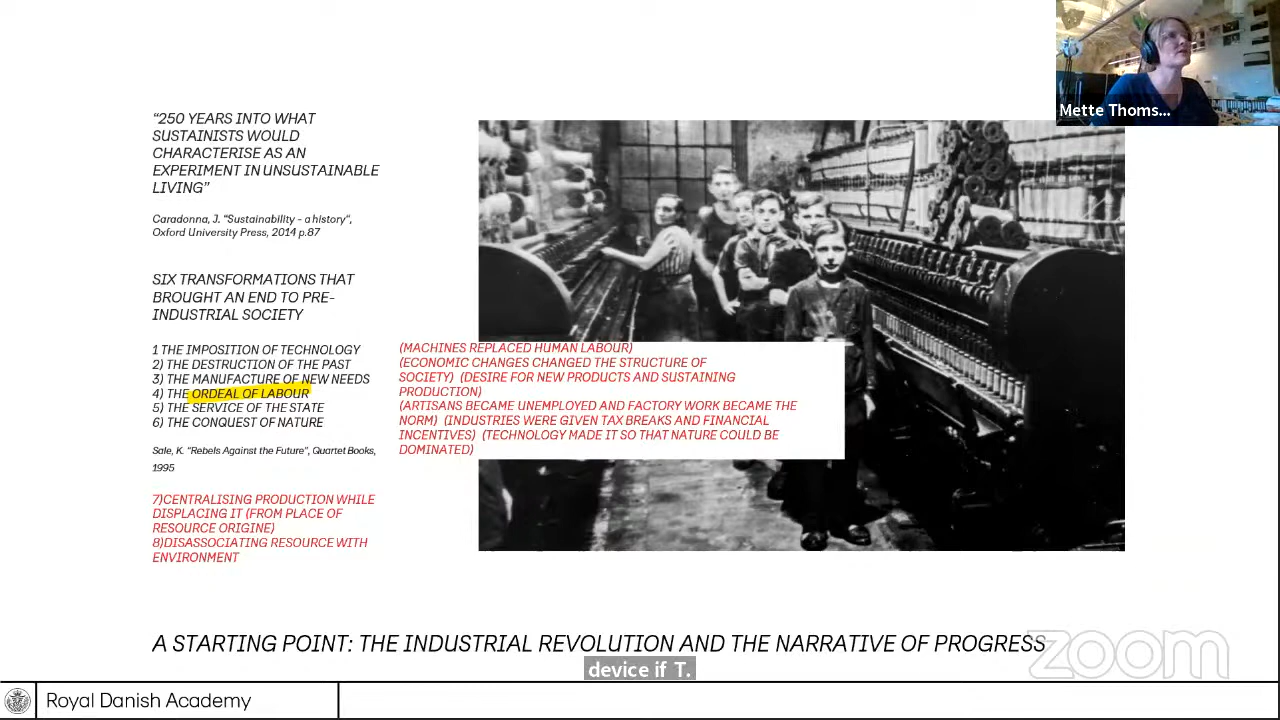 Mette Thoms...
“250 YEARS INTO WHAT
SUSTAINISTS WOULD
CHARACTERISE AS AN
EXPERIMENT IN UNSUSTAINABLE
LIVING”
Caradonna, J. "Sustainability – a history",
Oxford University Press, 2014 p.87
SIX TRANSFORMATIONS THAT
BROUGHT AN END TO PRE-
INDUSTRIAL SOCIETY
1 THE IMPOSITION OF TECHNOLOGY
2) THE DESTRUCTION OF THE PAST
3) THE MANUFACTURE OF NEW NEEDS
4) THE ORDEAL OF LABOUR
5) THE SERVICE OF THE STATE
6) THE CONQUEST OF NATURE
Sale, K. "Rebels Against the Future", Quartet Books,
1995
(MACHINES REPLACED HUMAN LABOUR)
(ECONOMIC CHANGES CHANGED THE STRUCTURE OF
SOCIETY) (DESIRE FOR NEW PRODUCTS AND SUSTAINING
PRODUCTION)
(ARTISANS BECAME UNEMPLOYED AND FACTORY WORK BECAME THE
NORM) (INDUSTRIES WERE GIVEN TAX BREAKS AND FINANCIAL
INCENTIVES) (TECHNOLOGY MADE IT SO THAT NATURE COULD BE
DOMINATED)
7)CENTRALISING PRODUCTION WHILE
DISPLACING IT (FROM PLACE OF
RESOURCE ORIGINE)
8)DISASSOCIATING RESOURCE WITH
ENVIRONMENT
A STARTING POINT: THE INDUSTRIAL REVOLUTION AND THE NARRATIVE OF PROGRESS
zoom
device if T.
Royal Danish Academy